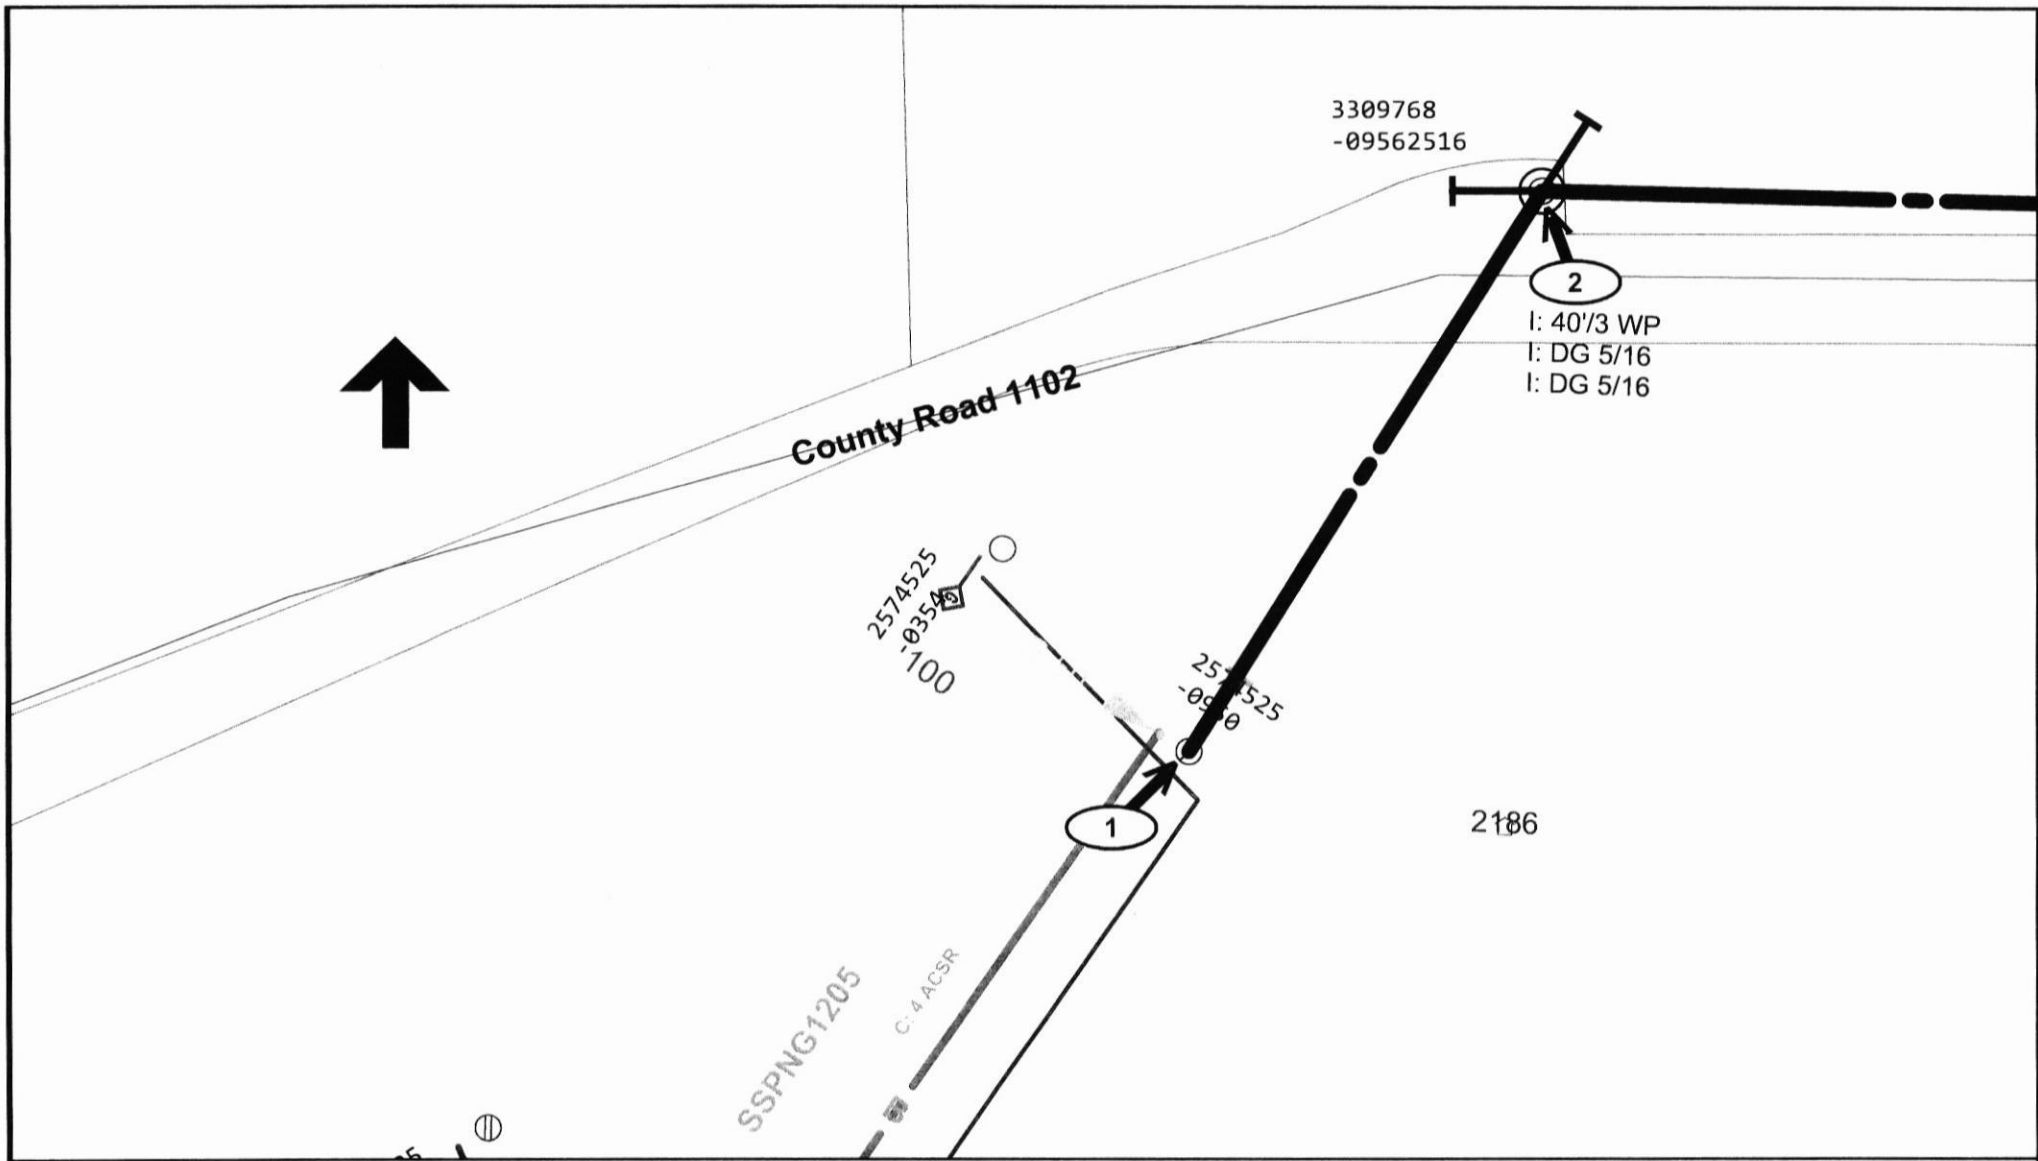 3309768
-09562516
2
I: 40'/3 WP
I: DG 5/16
I: DG 5/16
County Road 1102
2574525
-100
1
2186
C: 4 ACSR
SSPNG1205